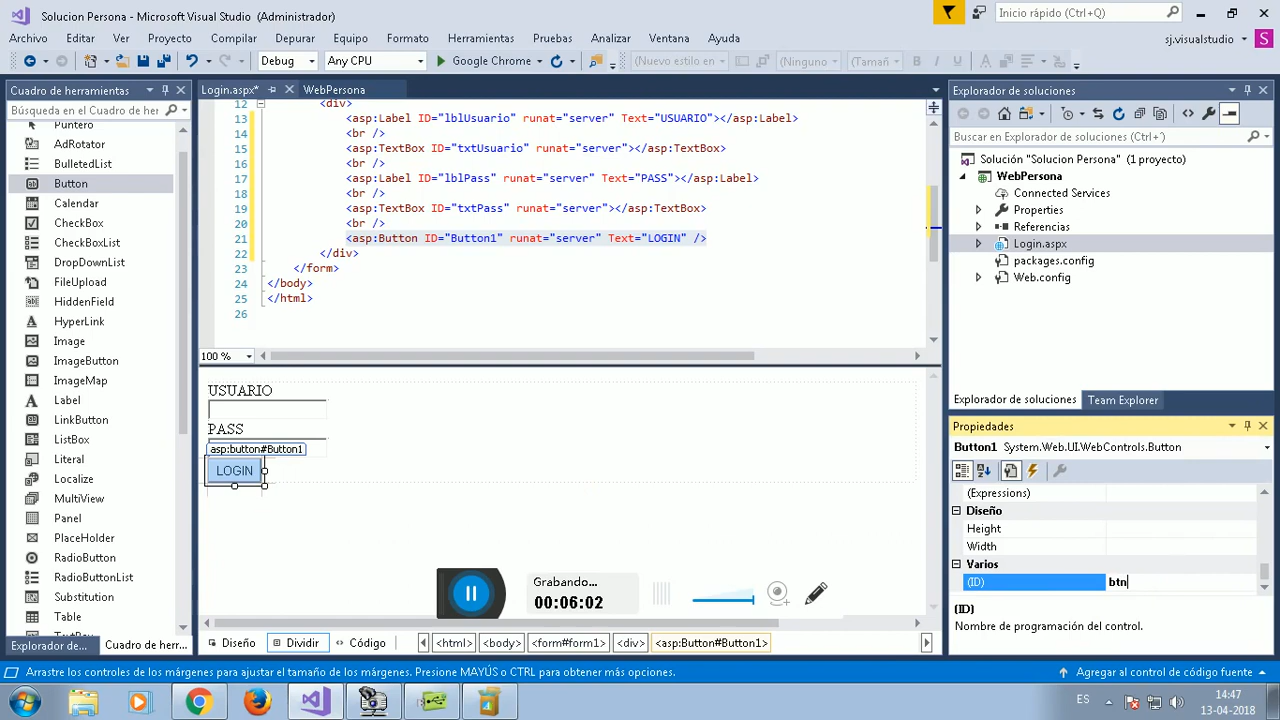 Solucion Persona - Microsoft Visual Studio (Administrador)
Inicio rápido (Ctrl+Q)
Archivo Editar Ver Proyecto Compilar Depurar Equipo Formato Herramientas Pruebas Analizar Ventana Ayuda
sj.visualstudio S
Debug Any CPU Google Chrome (Nuevo estilo en (Ninguno (Tamañ
Cuadro de herramientas
Búsqueda en el Cuadro de her
Puntero
AdRotator
BulletedList
Button
Calendar
CheckBox
CheckBoxList
DropDownList
FileUpload
HiddenField
HyperLink
Image
ImageButton
ImageMap
Label
LinkButton
ListBox
Literal
Localize
MultiView
Panel
PlaceHolder
RadioButton
RadioButtonList
Substitution
Table
TextBox
Explorador de... Cuadro de herr...
Login.aspx* WebPersona
12 <div>
13 <asp:Label ID="lblUsuario" runat="server" Text="USUARIO"></asp:Label>
14 <br />
15 <asp:TextBox ID="txtUsuario" runat="server"></asp:TextBox>
16 <br />
17 <asp:Label ID="lblPass" runat="server" Text="PASS"></asp:Label>
18 <br />
19 <asp:TextBox ID="txtPass" runat="server"></asp:TextBox>
20 <br />
21 <asp:Button ID="Button1" runat="server" Text="LOGIN" />
22 </div>
23 </form>
24 </body>
25 </html>
26
100 %
USUARIO
PASS
asp:button#Button1
LOGIN
Grabando...
00:06:02
Diseño Dividir Código <html> <body> <form#form1> <div> <asp:Button#Button1>
Explorador de soluciones
Buscar en Explorador de soluciones (Ctrl+´)
Solución "Solucion Persona" (1 proyecto)
WebPersona
Connected Services
Properties
Referencias
Login.aspx
packages.config
Web.config
Explorador de soluciones Team Explorer
Propiedades
Button1 System.Web.UI.WebControls.Button
(Expressions)
Diseño
Height
Width
Varios
(ID) btn
(ID)
Nombre de programación del control.
Arrastre los controles de los márgenes para ajustar el tamaño de los márgenes. Presione MAYÚS o CTRL para obtener más opciones. Agregar al control de código fuente
ES 14:47
13-04-2018